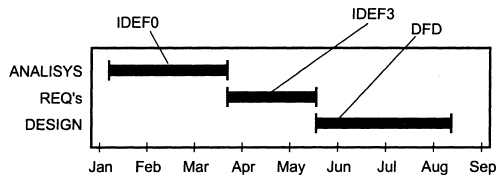 IDEF0
IDEF3
DFD
ANALISYS
REQ's
DESIGN
Jan Feb Mar Apr May Jun Jul Aug Sep